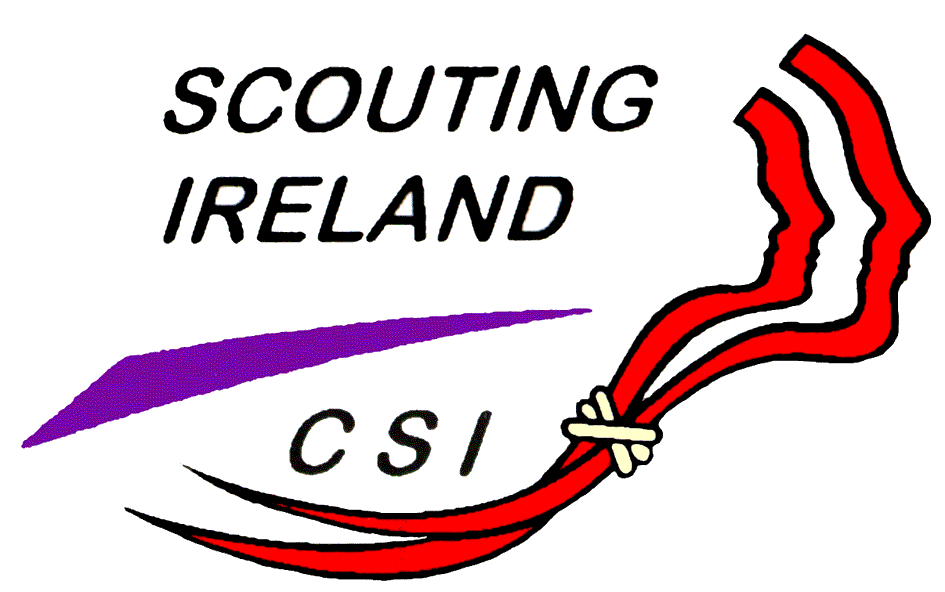 SCOUTING
IRELAND
CSI